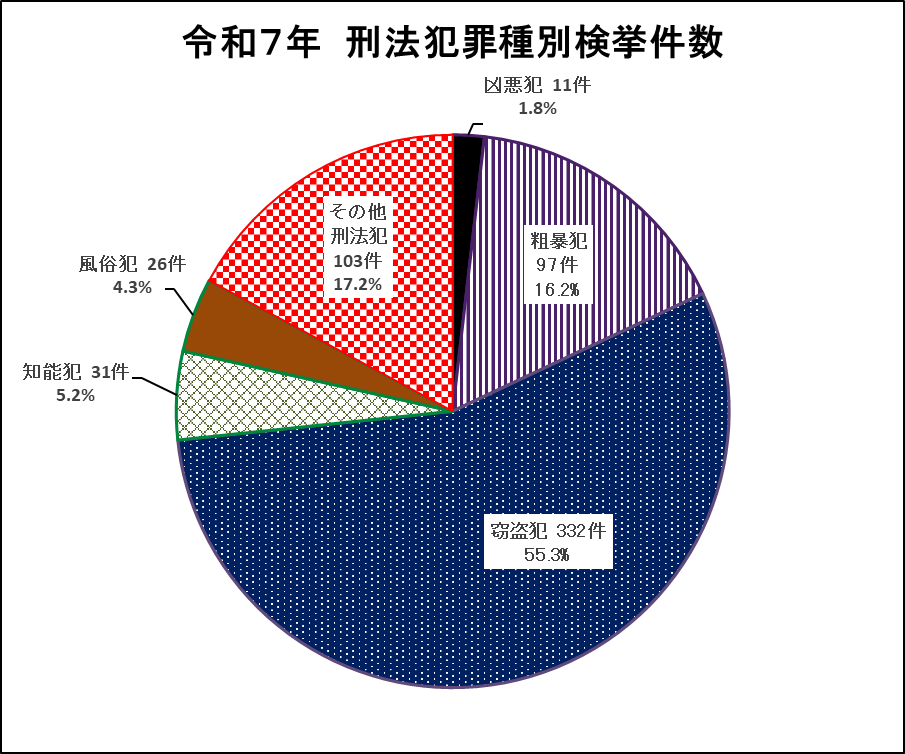 令和７年 刑法犯罪種別検挙件数
凶悪犯 11件
1.8%
粗暴犯
97件
16.2%
窃盗犯 332件
55.3%
知能犯 31件
5.2%
風俗犯 26件
4.3%
その他
刑法犯
103件
17.2%